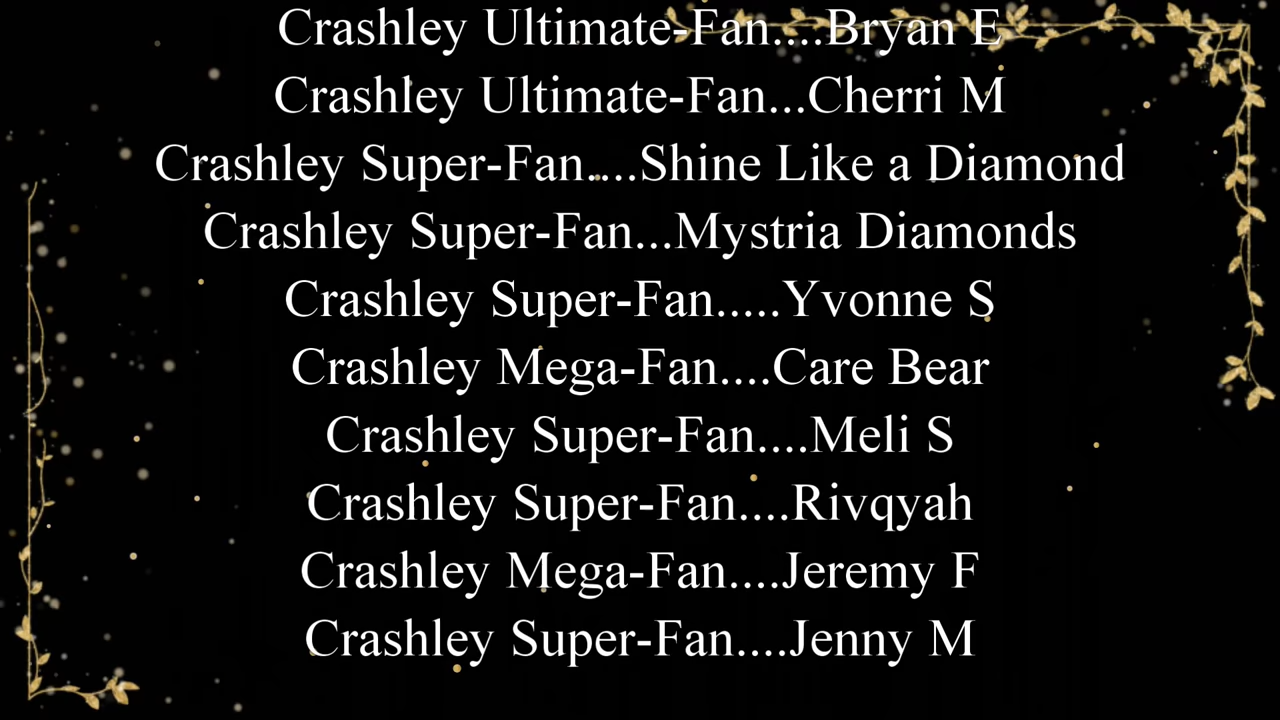 Crashley Ultimate-Fan....Bryan E
Crashley Ultimate-Fan...Cherri M
Crashley Super-Fan....Shine Like a Diamond
Crashley Super-Fan...Mystria Diamonds
Crashley Super-Fan.....Yvonne S
Crashley Mega-Fan....Care Bear
Crashley Super-Fan....Meli S
Crashley Super-Fan....Rivqyah
Crashley Mega-Fan....Jeremy F
Crashley Super-Fan....Jenny M